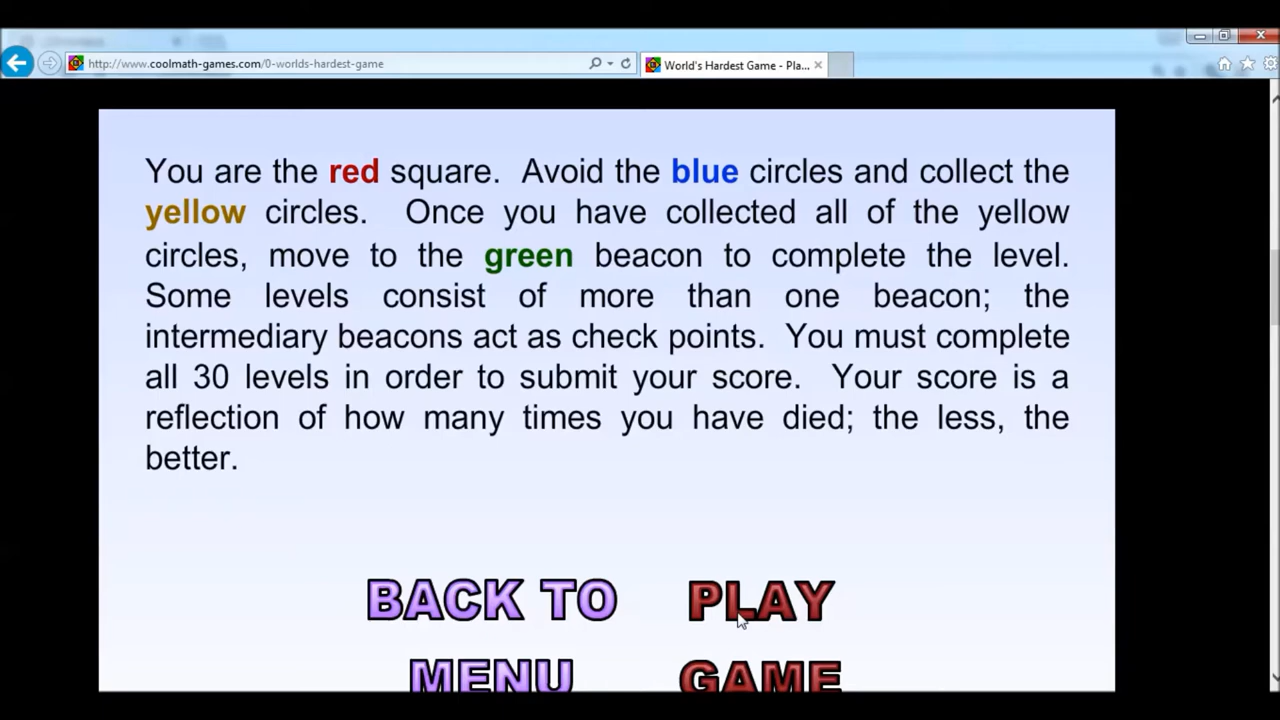 http://www.coolmath-games.com/0-worlds-hardest-game
World's Hardest Game - Pla...
You are the red square. Avoid the blue circles and collect the
yellow circles. Once you have collected all of the yellow
circles, move to the green beacon to complete the level.
Some levels consist of more than one beacon; the
intermediary beacons act as check points. You must complete
all 30 levels in order to submit your score. Your score is a
reflection of how many times you have died; the less, the
better.
BACK TO PLAY
MENU GAME